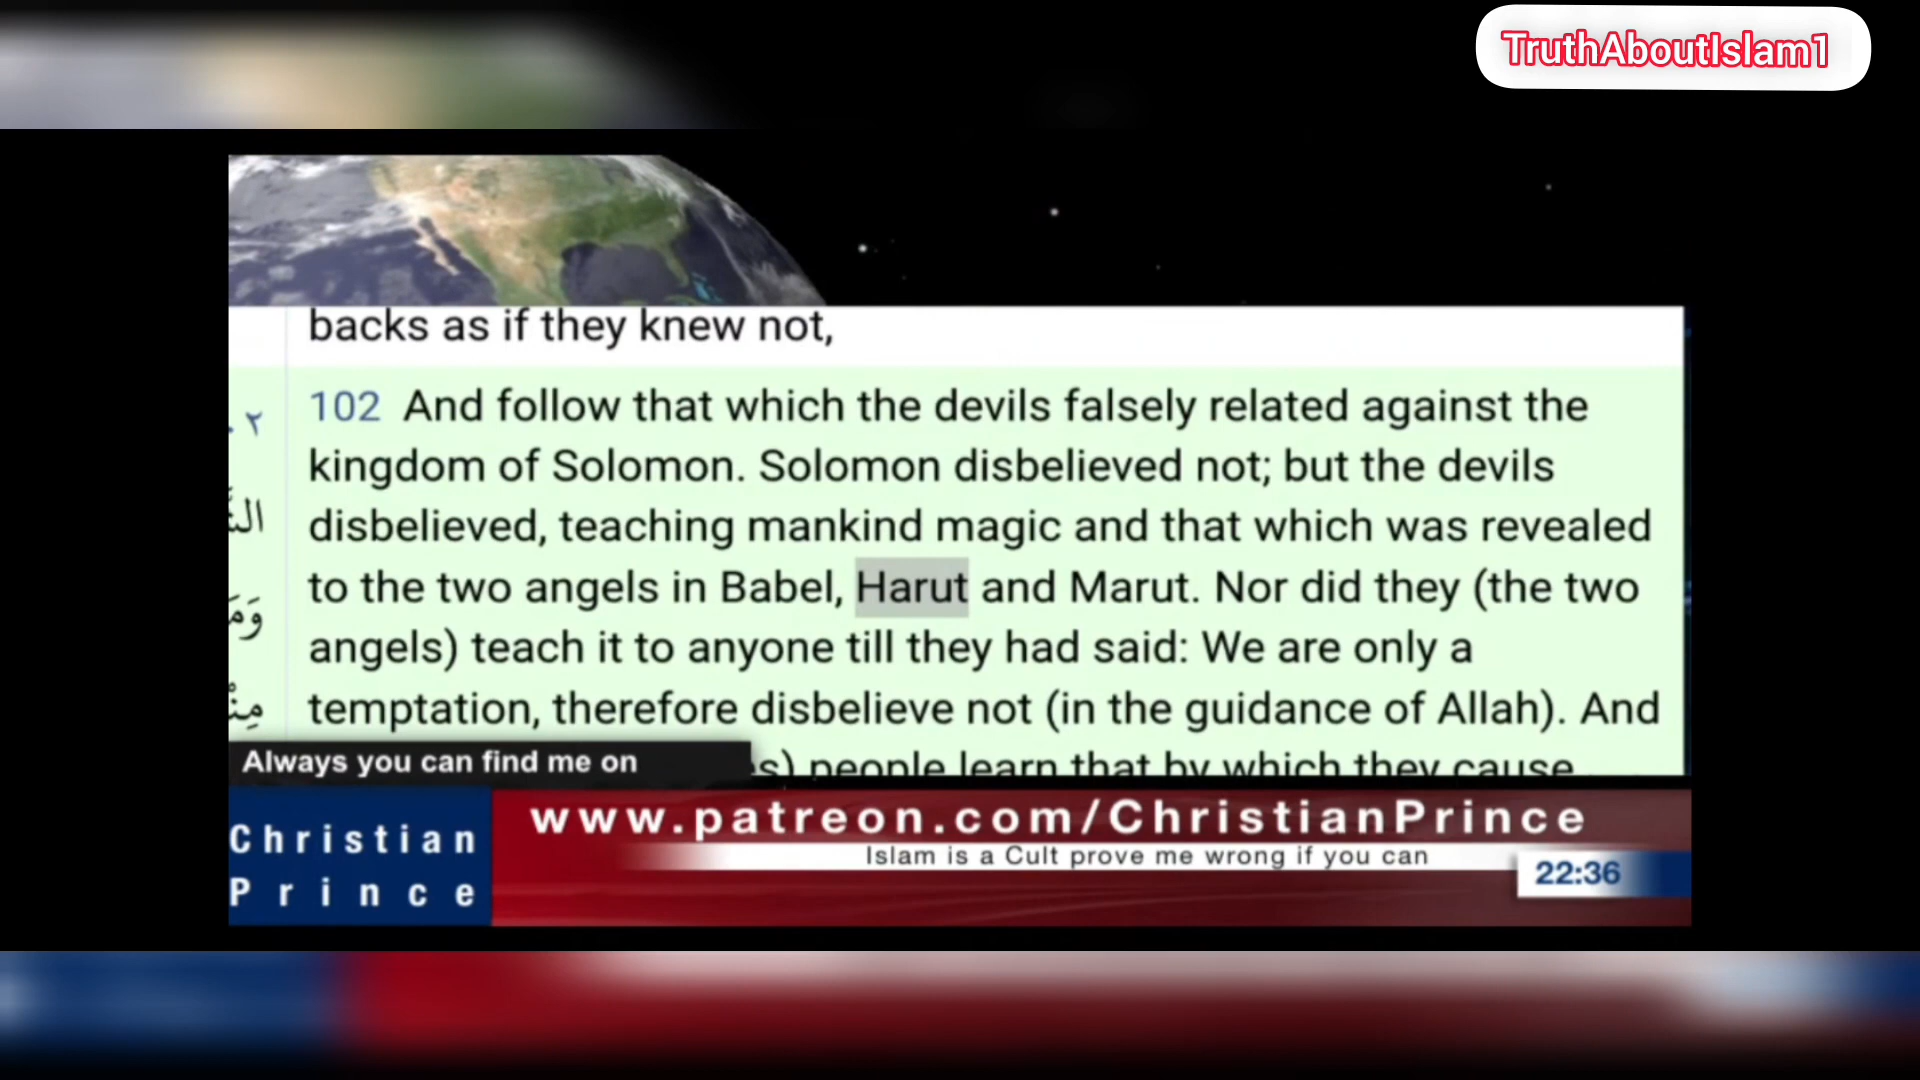 TruthAboutIslam1
backs as if they knew not,
102 And follow that which the devils falsely related against the
kingdom of Solomon. Solomon disbelieved not; but the devils
disbelieved, teaching mankind magic and that which was revealed
to the two angels in Babel, Harut and Marut. Nor did they (the two
angels) teach it to anyone till they had said: We are only a
temptation, therefore disbelieve not (in the guidance of Allah). And
people learn that by which they cause
Always you can find me on
www.patreon.com/ChristianPrince
Christian
Prince
Islam is a Cult prove me wrong if you can
22:36